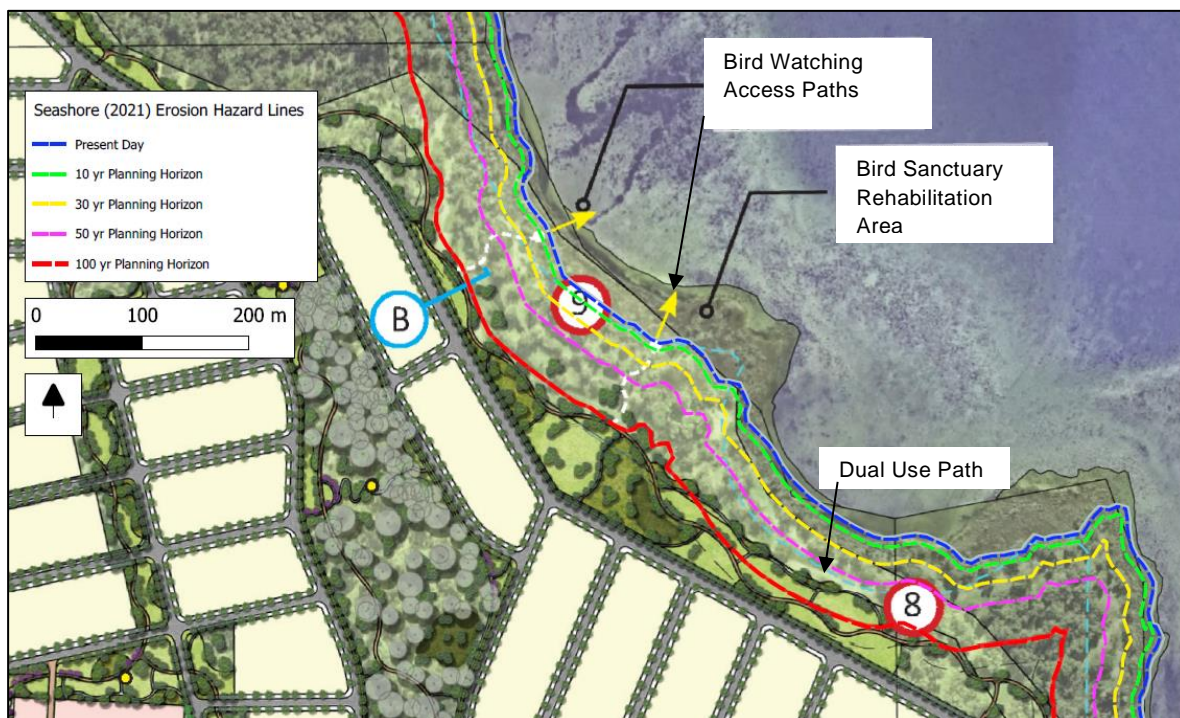 Seashore (2021) Erosion Hazard Lines
Present Day
10 yr Planning Horizon
30 yr Planning Horizon
50 yr Planning Horizon
100 yr Planning Horizon
0 100 200 m
Bird Watching
Access Paths
Bird Sanctuary
Rehabilitation
Area
B
9
Dual Use Path
8